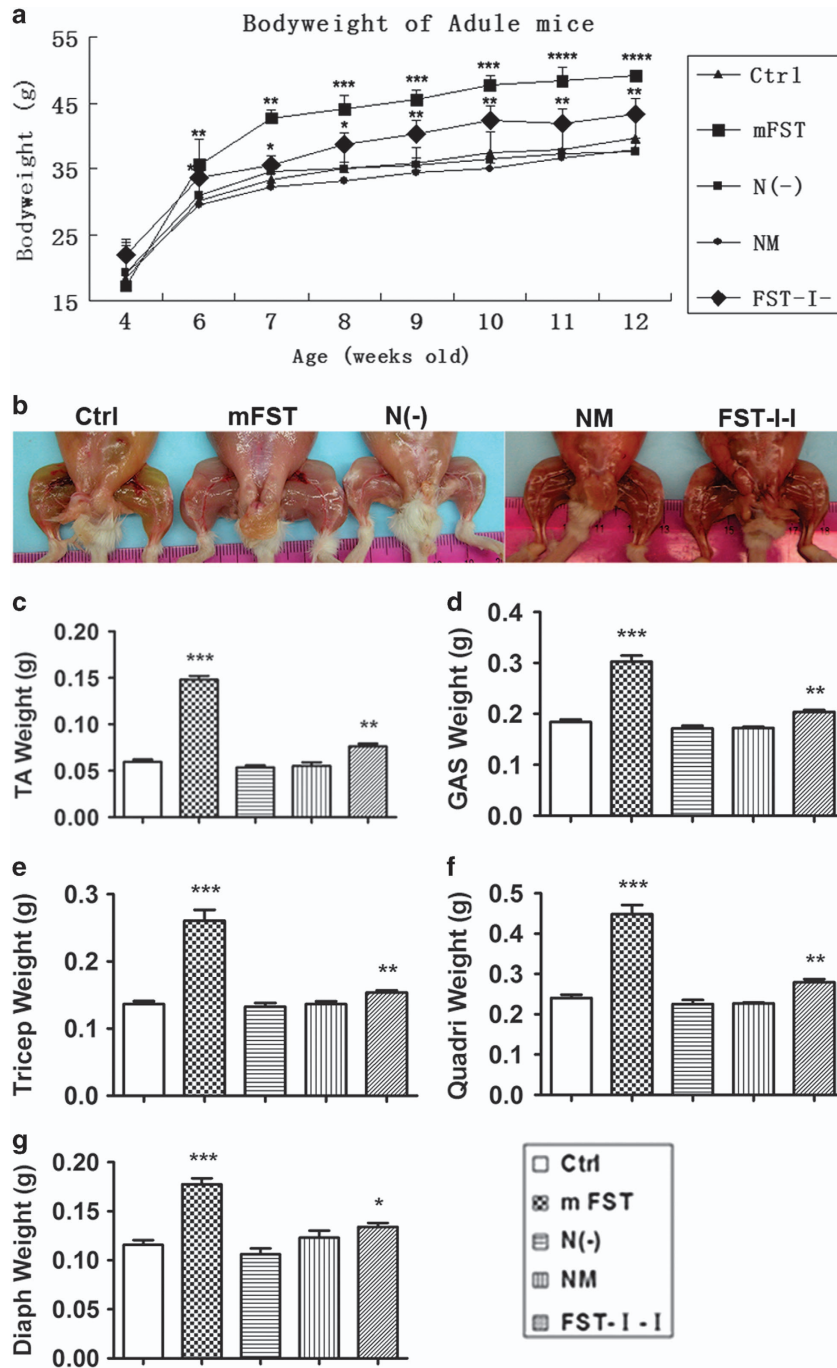 a
Bodyweight of Adule mice
Bodyweight (g)
55
45
35
25
15
** ** *** *** *** **** ****
* * * ** ** ** **
4 6 7 8 9 10 11 12
Age (weeks old)
Ctrl
mFST
N(-)
NM
FST-I-
b
Ctrl mFST N(-) NM FST-I-I
c
TA Weight (g)
0.20
0.15
0.10
0.05
0.00
***
**
d
GAS Weight (g)
0.4
0.3
0.2
0.1
0.0
***
**
e
Tricep Weight (g)
0.3
0.2
0.1
0.0
***
**
f
Quadri Weight (g)
0.5
0.4
0.3
0.2
0.1
0.0
***
**
g
Diaph Weight (g)
0.20
0.15
0.10
0.05
0.00
***
*
Ctrl
m FST
N(-)
NM
FST- I - I